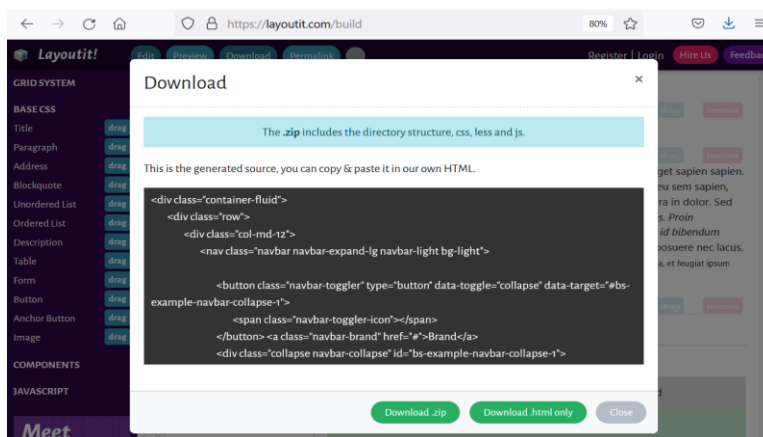 https://layoutit.com/build
80%
Layoutit!
Edit
Preview
Download
Permalink
Register | Login
Hire Us
Feedba
GRID SYSTEM
BASE CSS
Title
drag
Paragraph
drag
Address
drag
Blockquote
drag
Unordered List
drag
Ordered List
drag
Description
drag
Table
drag
Form
drag
Button
drag
Anchor Button
drag
Image
drag
COMPONENTS
JAVASCRIPT
Meet
Download
×
The .zip includes the directory structure, css, less and js.
This is the generated source, you can copy & paste it in our own HTML.
<div class="container-fluid">
<div class="row">
<div class="col-md-12">
<nav class="navbar navbar-expand-lg navbar-light bg-light">
<button class="navbar-toggler" type="button" data-toggle="collapse" data-target="#bs-
example-navbar-collapse-1">
<span class="navbar-toggler-icon"></span>
</button> <a class="navbar-brand" href="#">Brand</a>
<div class="collapse navbar-collapse" id="bs-example-navbar-collapse-1">
Download .zip
Download .html only
Close
drag
remove
drag
remove
get sapien sapien.
eu sem sapien,
ra in dolor. Sed
s. Proin
id bibendum
posuere nec lacus.
a, et feugiat ipsum
drag
remove